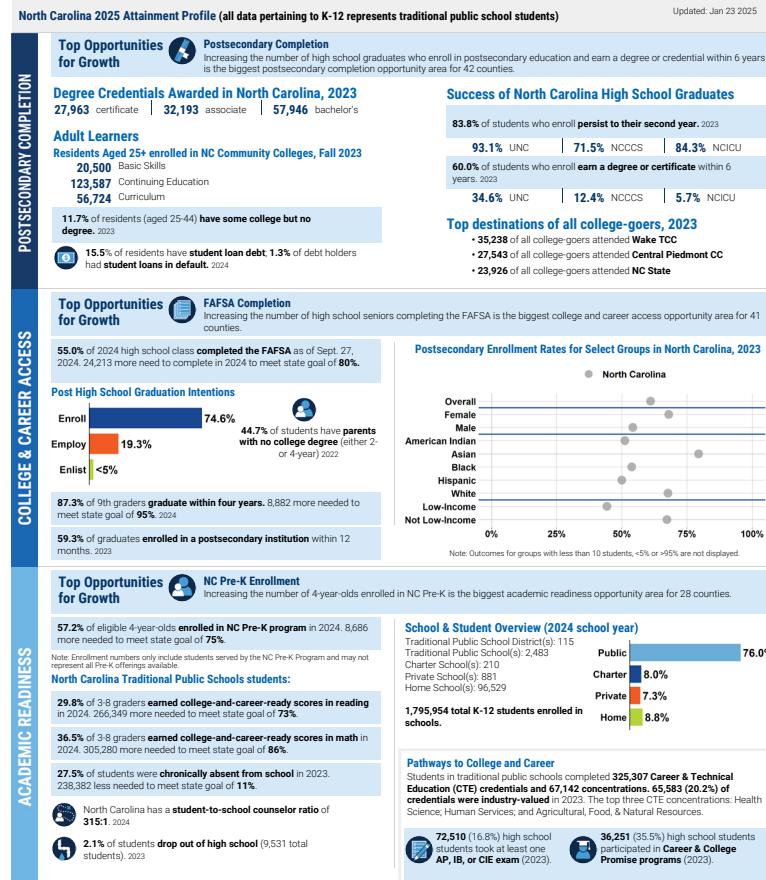 North Carolina 2025 Attainment Profile (all data pertaining to K-12 represents traditional public school students)
Updated: Jan 23 2025
POSTSECONDARY COMPLETION
Top Opportunities
for Growth
Postsecondary Completion
Increasing the number of high school graduates who enroll in postsecondary education and earn a degree or credential within 6 years
is the biggest postsecondary completion opportunity area for 42 counties.
Degree Credentials Awarded in North Carolina, 2023
27,963 certificate 32,193 associate 57,946 bachelor's
Adult Learners
Residents Aged 25+ enrolled in NC Community Colleges, Fall 2023
20,500 Basic Skills
123,587 Continuing Education
56,724 Curriculum
11.7% of residents (aged 25-44) have some college but no
degree. 2023
15.5% of residents have student loan debt; 1.3% of debt holders
had student loans in default. 2024
Success of North Carolina High School Graduates
83.8% of students who enroll persist to their second year. 2023
93.1% UNC 71.5% NCCCS 84.3% NCICU
60.0% of students who enroll earn a degree or certificate within 6
years. 2023
34.6% UNC 12.4% NCCCS 5.7% NCICU
Top destinations of all college-goers, 2023
• 35,238 of all college-goers attended Wake TCC
• 27,543 of all college-goers attended Central Piedmont CC
• 23,926 of all college-goers attended NC State
COLLEGE & CAREER ACCESS
Top Opportunities
for Growth
FAFSA Completion
Increasing the number of high school seniors completing the FAFSA is the biggest college and career access opportunity area for 41
counties.
55.0% of 2024 high school class completed the FAFSA as of Sept. 27,
2024. 24,213 more need to complete in 2024 to meet state goal of 80%.
Post High School Graduation Intentions
Enroll 74.6%
Employ 19.3%
Enlist <5%
44.7% of students have parents
with no college degree (either 2-
or 4-year) 2022
87.3% of 9th graders graduate within four years. 8,882 more needed to
meet state goal of 95%. 2024
59.3% of graduates enrolled in a postsecondary institution within 12
months. 2023
Postsecondary Enrollment Rates for Select Groups in North Carolina, 2023
North Carolina
Overall
Female
Male
American Indian
Asian
Black
Hispanic
White
Low-Income
Not Low-Income
0% 25% 50% 75% 100%
Note: Outcomes for groups with less than 10 students, <5% or >95% are not displayed.
ACADEMIC READINESS
Top Opportunities
for Growth
NC Pre-K Enrollment
Increasing the number of 4-year-olds enrolled in NC Pre-K is the biggest academic readiness opportunity area for 28 counties.
57.2% of eligible 4-year-olds enrolled in NC Pre-K program in 2024. 8,686
more needed to meet state goal of 75%.
Note: Enrollment numbers only include students served by the NC Pre-K Program and may not
represent all Pre-K offerings available.
North Carolina Traditional Public Schools students:
29.8% of 3-8 graders earned college-and-career-ready scores in reading
in 2024. 266,349 more needed to meet state goal of 73%.
36.5% of 3-8 graders earned college-and-career-ready scores in math in
2024. 305,280 more needed to meet state goal of 86%.
27.5% of students were chronically absent from school in 2023.
238,382 less needed to meet state goal of 11%.
North Carolina has a student-to-school counselor ratio of
315:1. 2024
2.1% of students drop out of high school (9,531 total
students). 2023
School & Student Overview (2024 school year)
Traditional Public School District(s): 115
Traditional Public School(s): 2,483
Charter School(s): 210
Private School(s): 881
Home School(s): 96,529
1,795,954 total K-12 students enrolled in
schools.
Public 76.0%
Charter 8.0%
Private 7.3%
Home 8.8%
Pathways to College and Career
Students in traditional public schools completed 325,307 Career & Technical
Education (CTE) credentials and 67,142 concentrations. 65,583 (20.2%) of
credentials were industry-valued in 2023. The top three CTE concentrations: Health
Science; Human Services; and Agricultural, Food, & Natural Resources.
72,510 (16.8%) high school
students took at least one
AP, IB, or CIE exam (2023).
36,251 (35.5%) high school students
participated in Career & College
Promise programs (2023).